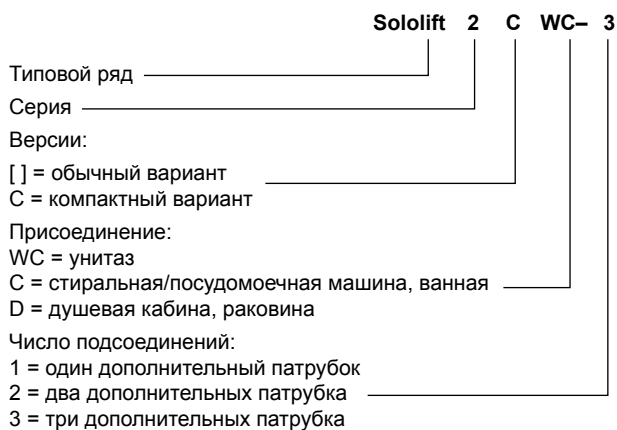 Sololift 2 C WC– 3
Типовой ряд
Серия
Версии:
[ ] = обычный вариант
C = компактный вариант
Присоединение:
WC = унитаз
C = стиральная/посудомоечная машина, ванная
D = душевая кабина, раковина
Число подсоединений:
1 = один дополнительный патрубок
2 = два дополнительных патрубка
3 = три дополнительных патрубка